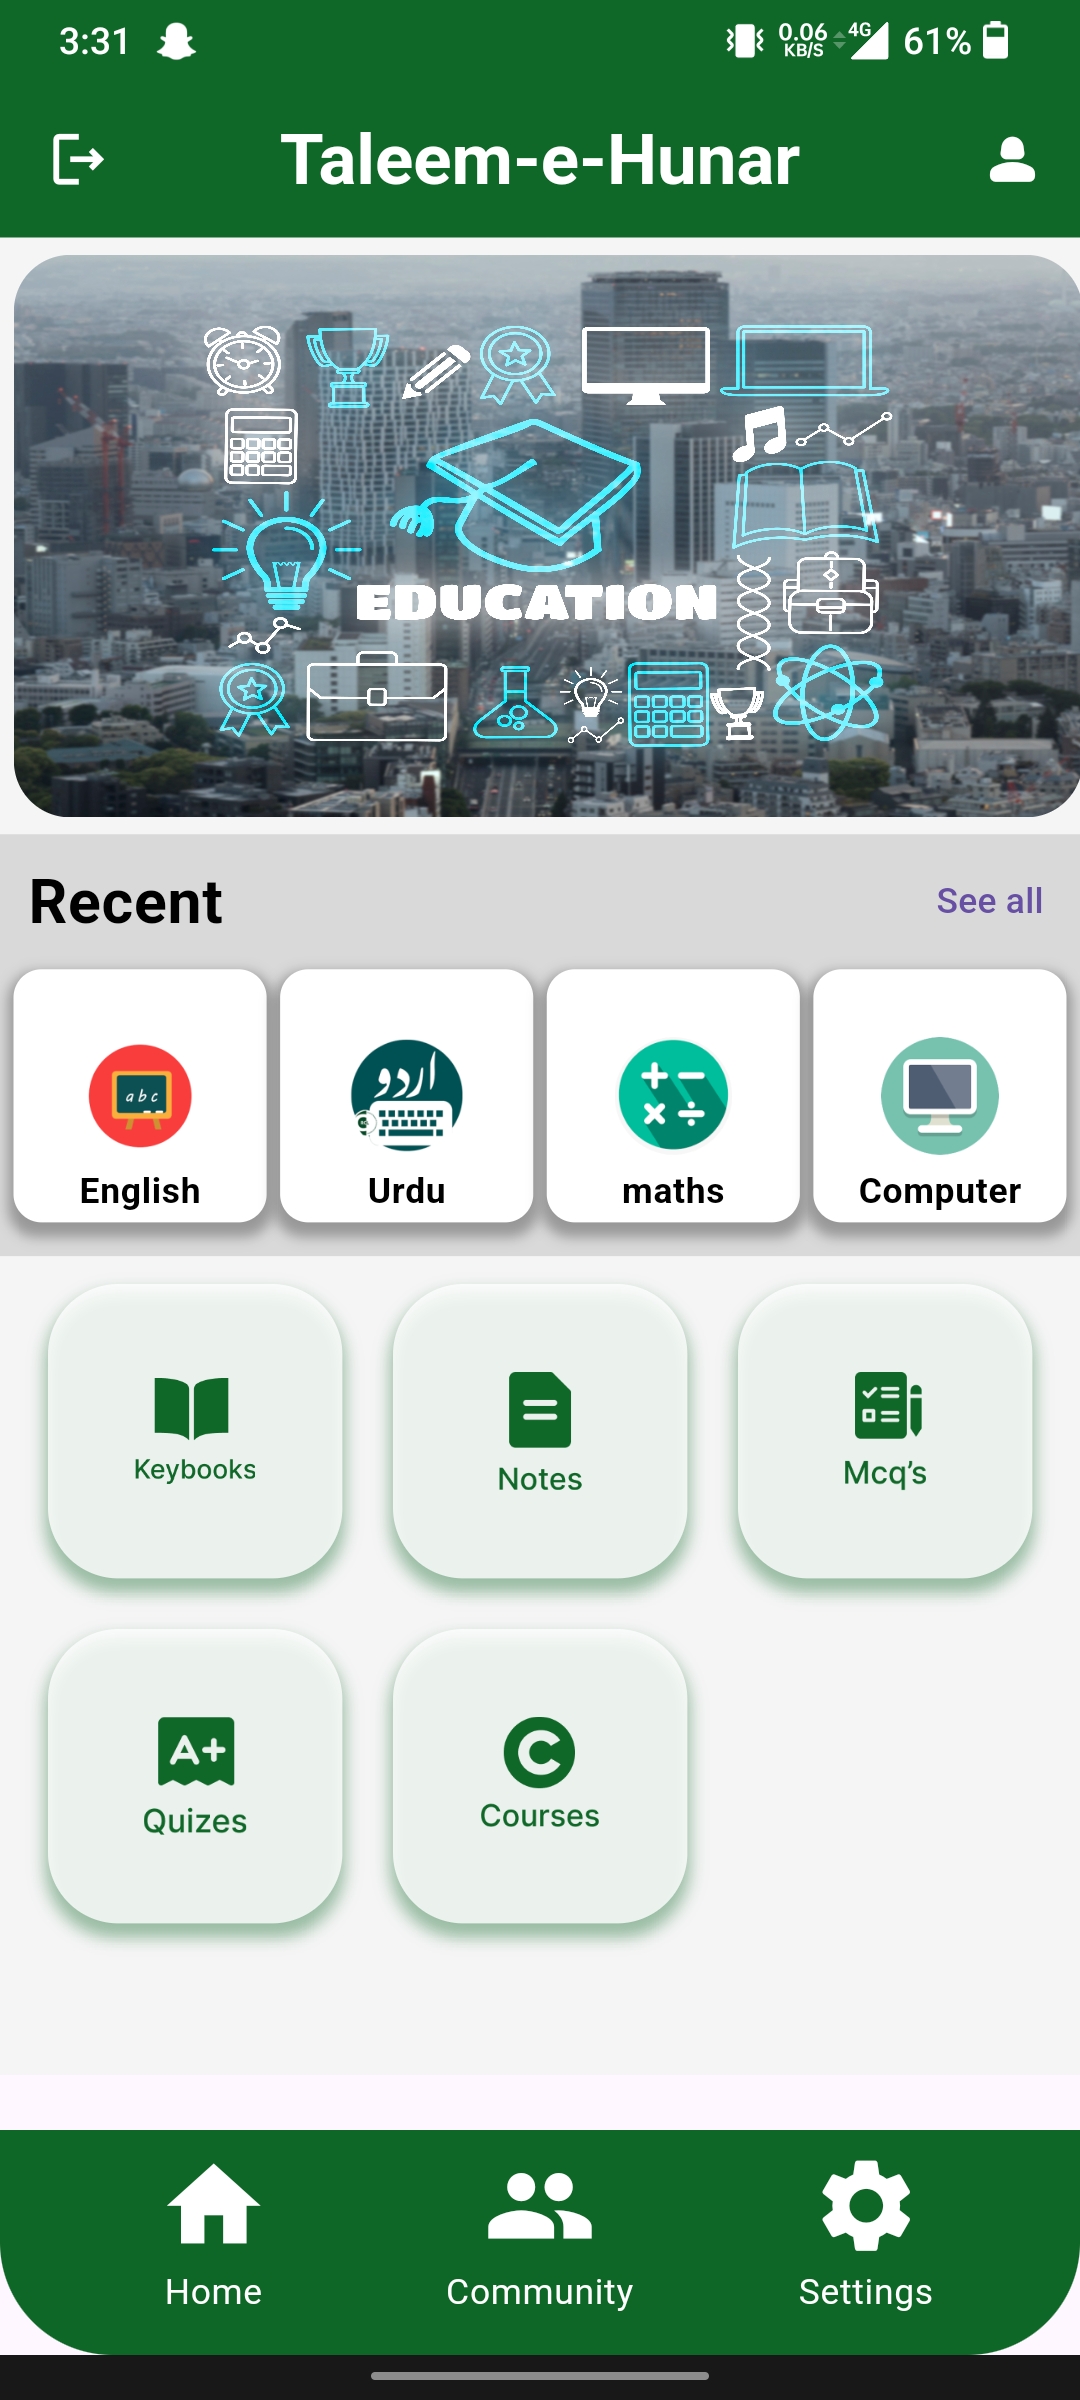 3:31 0.06 KB/S 4G 61%
Taleem-e-Hunar
EDUCATION
Recent See all
abc اردو
English Urdu maths Computer
Keybooks Notes Mcq's
A+ C
Quizes Courses
Home Community Settings